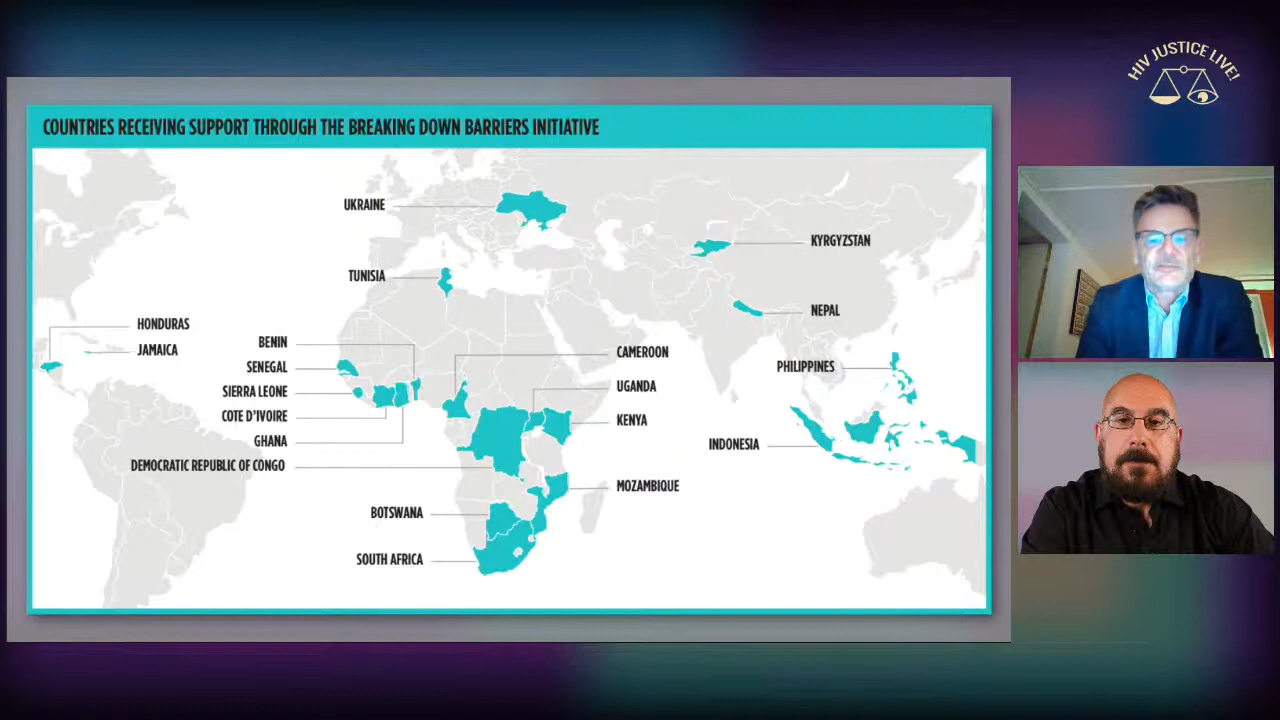 HIV JUSTICE LIVE!
COUNTRIES RECEIVING SUPPORT THROUGH THE BREAKING DOWN BARRIERS INITIATIVE
UKRAINE
KYRGYZSTAN
TUNISIA
NEPAL
HONDURAS
JAMAICA
BENIN
CAMEROON
SENEGAL
PHILIPPINES
UGANDA
SIERRA LEONE
COTE D'IVOIRE
KENYA
GHANA
INDONESIA
DEMOCRATIC REPUBLIC OF CONGO
MOZAMBIQUE
BOTSWANA
SOUTH AFRICA